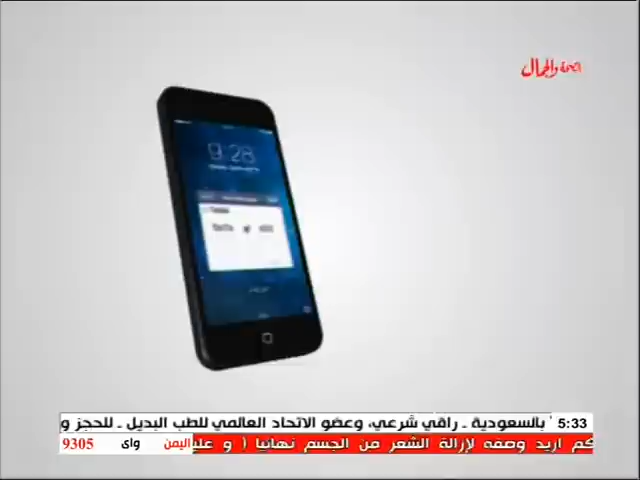 الصحة والجمال
9:28
5:33 بالسعودية ـ راقي شرعي، وعضو الاتحاد العالمي للطب البديل ـ للحجز و
كم اريد وصفه لإزالة الشعر من الجسم نهائيا ( و علي اليمن واى 9305